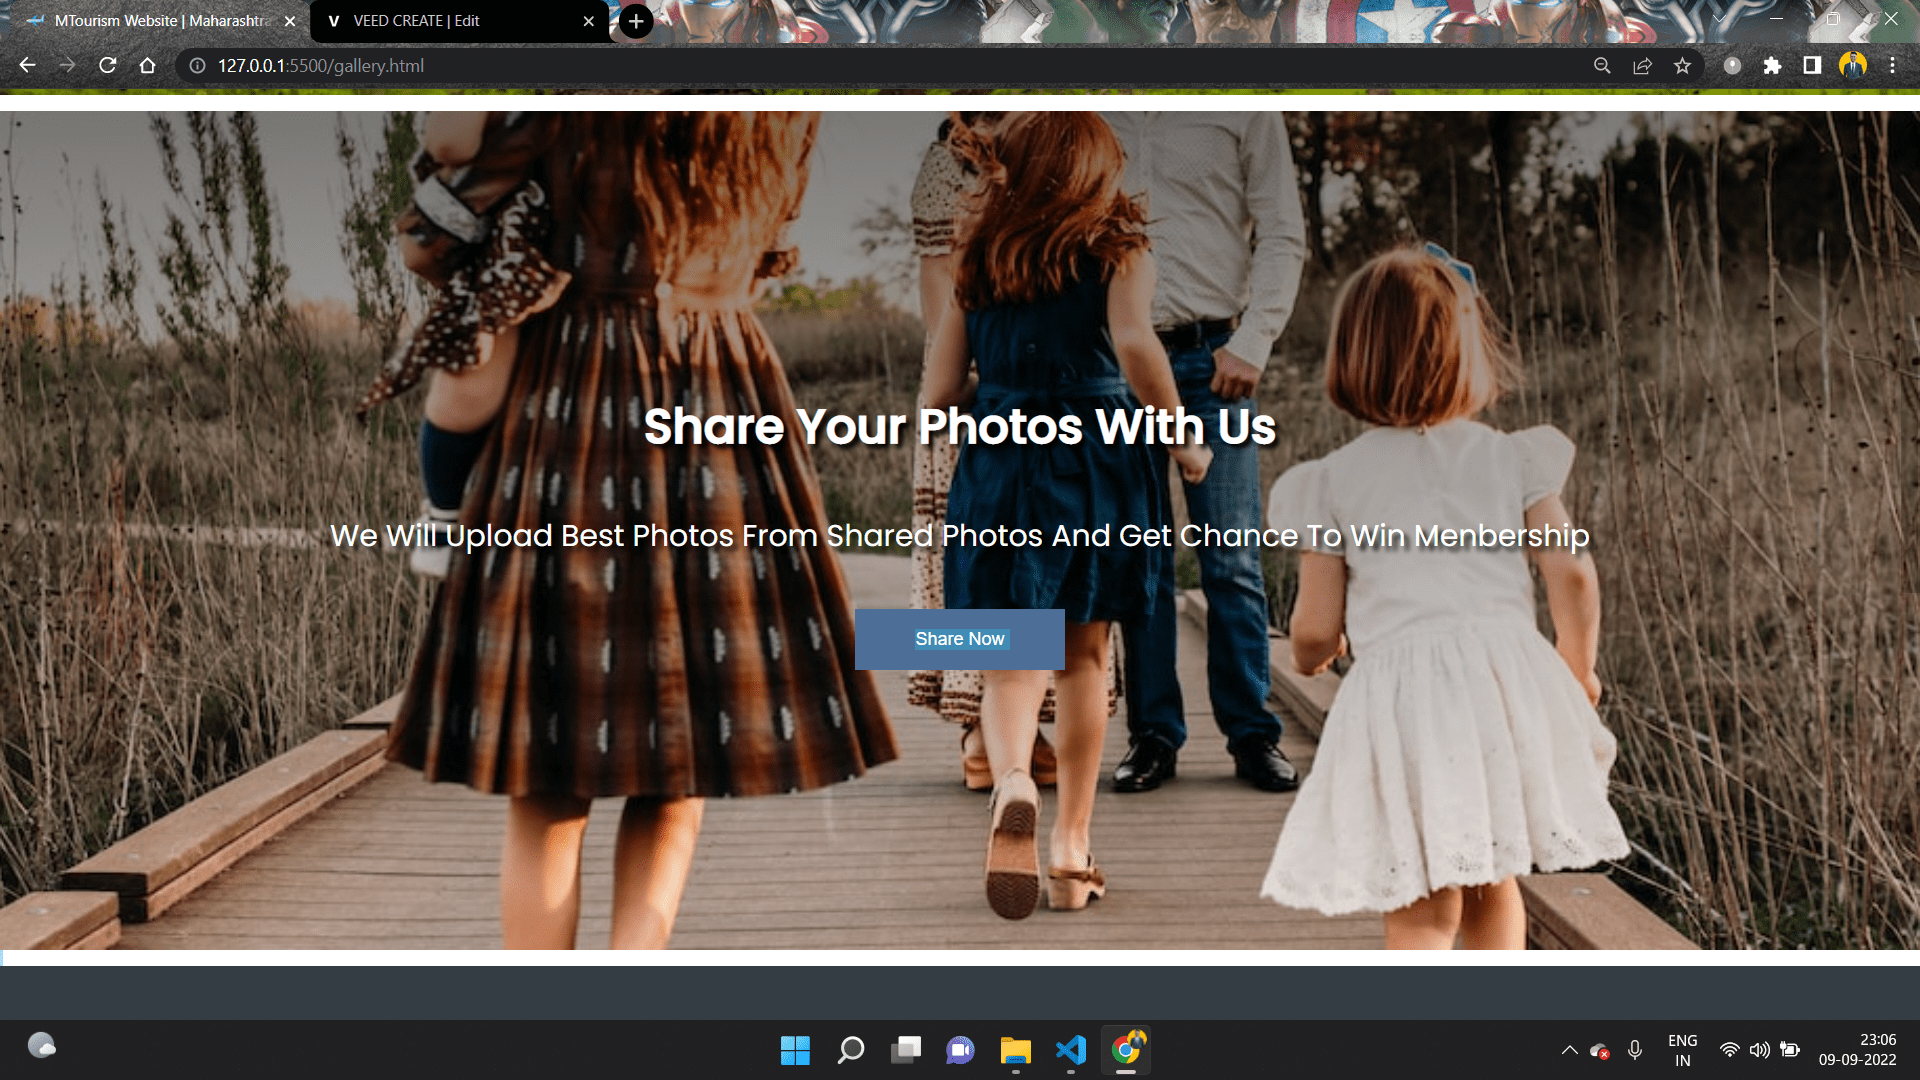 MTourism Website | Maharashtra
V VEED CREATE | Edit
127.0.0.1:5500/gallery.html
Share Your Photos With Us
We Will Upload Best Photos From Shared Photos And Get Chance To Win Menbership
Share Now
ENG
IN
23:06
09-09-2022